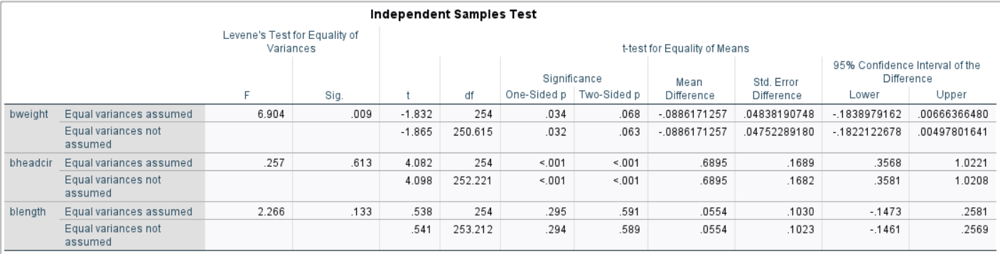 Independent Samples Test
Levene's Test for Equality of
Variances
t-test for Equality of Means
Significance
Mean
Std. Error
95% Confidence Interval of the
Difference
F Sig. t df One-Sided p Two-Sided p Difference Difference Lower Upper
bweight Equal variances assumed 6.904 .009 -1.832 254 .034 .068 -.0886171257 .04838190748 -.1838979162 .00666366480
Equal variances not
assumed
-1.865 250.615 .032 .063 -.0886171257 .04752289180 -.1822122678 .00497801641
bheadcir Equal variances assumed .257 .613 4.082 254 <.001 <.001 .6895 .1689 .3568 1.0221
Equal variances not
assumed
4.098 252.221 <.001 <.001 .6895 .1682 .3581 1.0208
blength Equal variances assumed 2.266 .133 .538 254 .295 .591 .0554 .1030 -.1473 .2581
Equal variances not
assumed
.541 253.212 .294 .589 .0554 .1023 -.1461 .2569